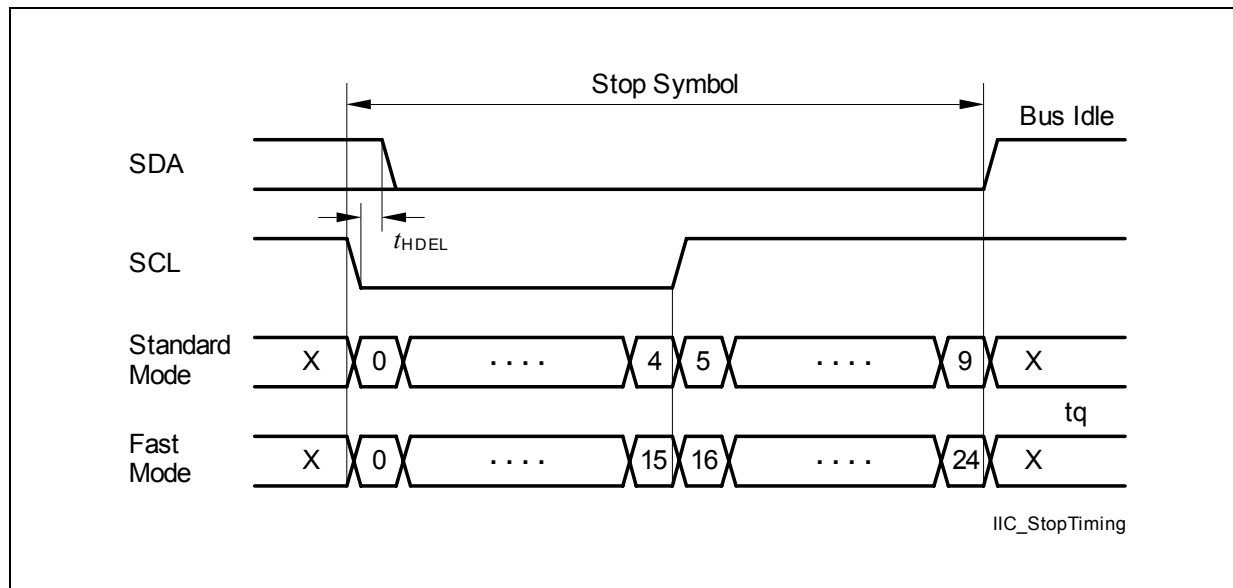 Stop Symbol
Bus Idle
SDA
tHDEL
SCL
Standard
Mode
X 0 .... 4 5 .... 9 X
tq
Fast
Mode
X 0 .... 15 16 .... 24 X
IIC_StopTiming